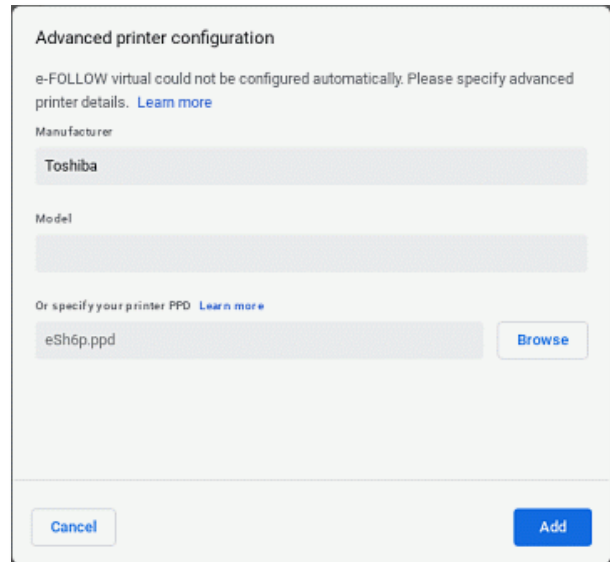 Advanced printer configuration
e-FOLLOW virtual could not be configured automatically. Please specify advanced
printer details. Learn more
Manufacturer
Toshiba
Model
Or specify your printer PPD Learn more
eSh6p.ppd
Browse
Cancel
Add